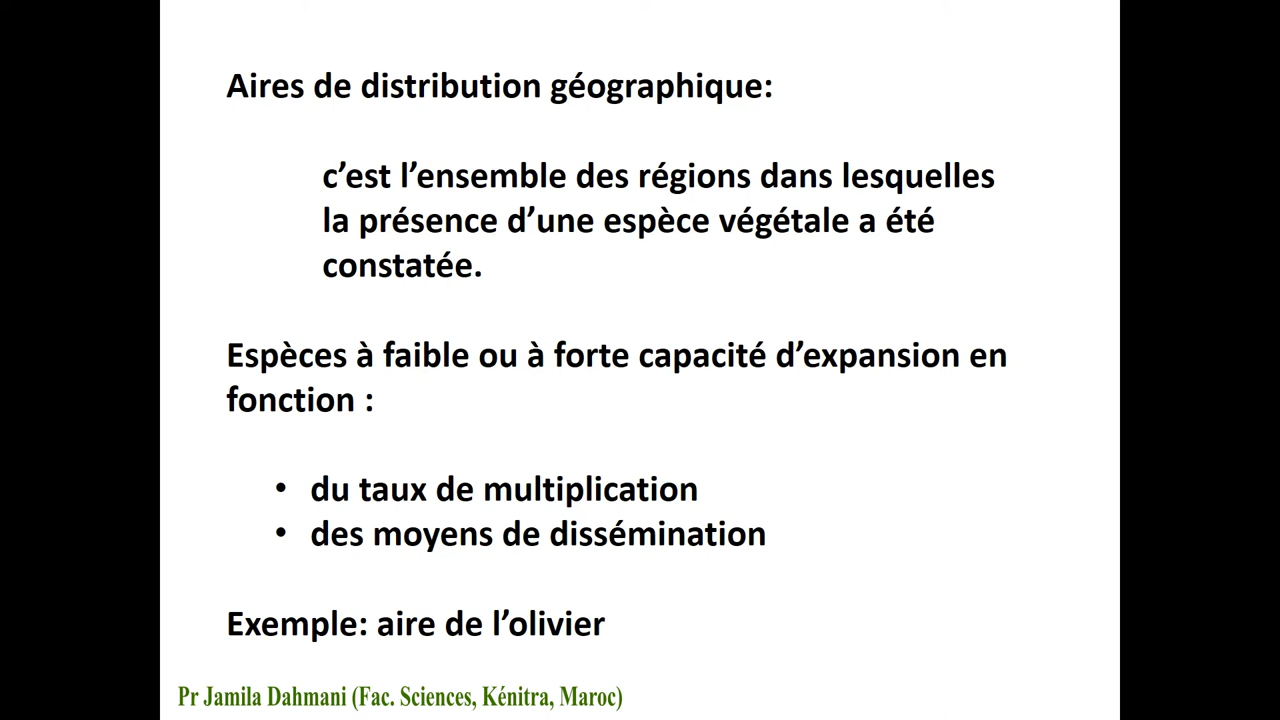 Aires de distribution géographique:
c’est l’ensemble des régions dans lesquelles
la présence d’une espèce végétale a été
constatée.
Espèces à faible ou à forte capacité d’expansion en
fonction :
• du taux de multiplication
• des moyens de dissémination
Exemple: aire de l’olivier
Pr Jamila Dahmani (Fac. Sciences, Kénitra, Maroc)